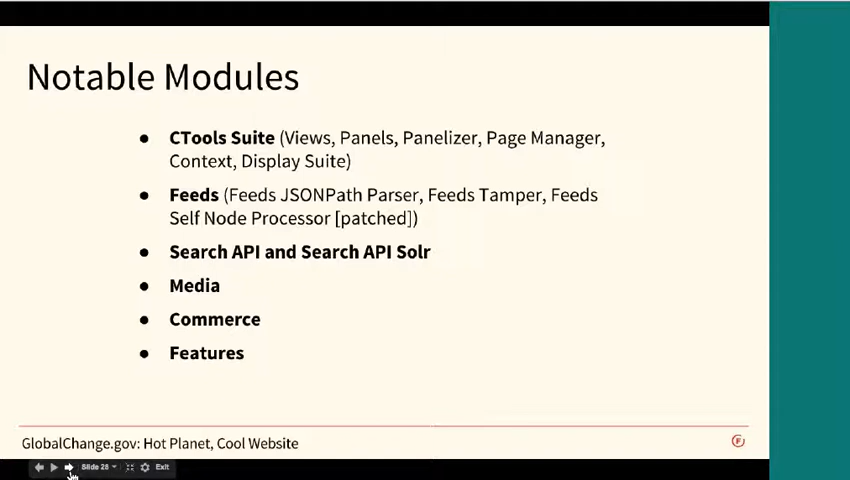 Notable Modules
● CTools Suite (Views, Panels, Panelizer, Page Manager,
Context, Display Suite)
● Feeds (Feeds JSONPath Parser, Feeds Tamper, Feeds
Self Node Processor [patched])
● Search API and Search API Solr
● Media
● Commerce
● Features
GlobalChange.gov: Hot Planet, Cool Website
F
Slide 28
Exit